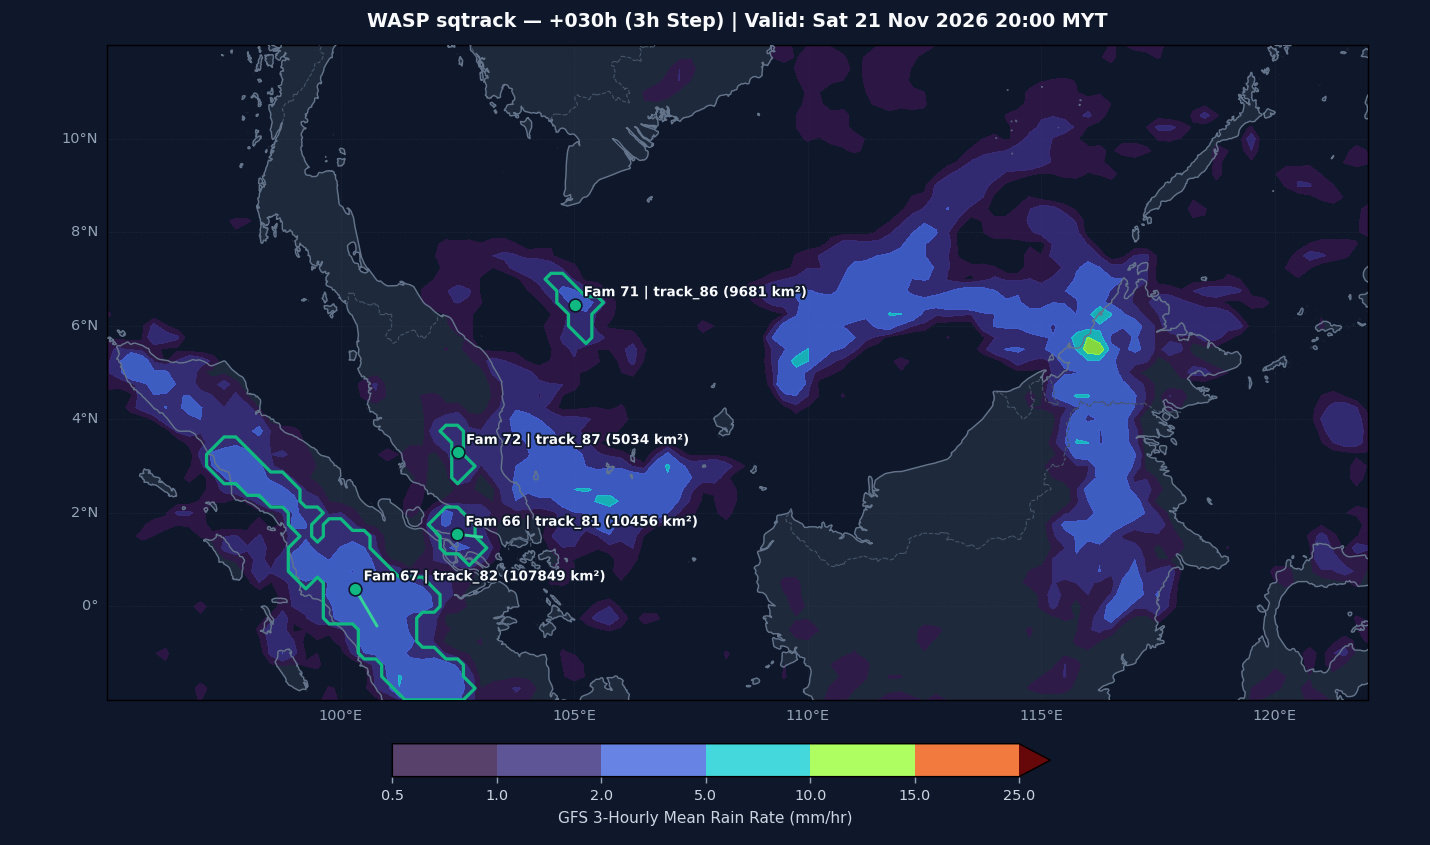 WASP sqtrack — +030h (3h Step) | Valid: Sat 21 Nov 2026 20:00 MYT
10°N
8°N
6°N
4°N
2°N
0°
Fam 71 | track_86 (9681 km²)
Fam 72 | track_87 (5034 km²)
Fam 66 | track_81 (10456 km²)
Fam 67 | track_82 (107849 km²)
100°E 105°E 110°E 115°E 120°E
0.5 1.0 2.0 5.0 10.0 15.0 25.0
GFS 3-Hourly Mean Rain Rate (mm/hr)